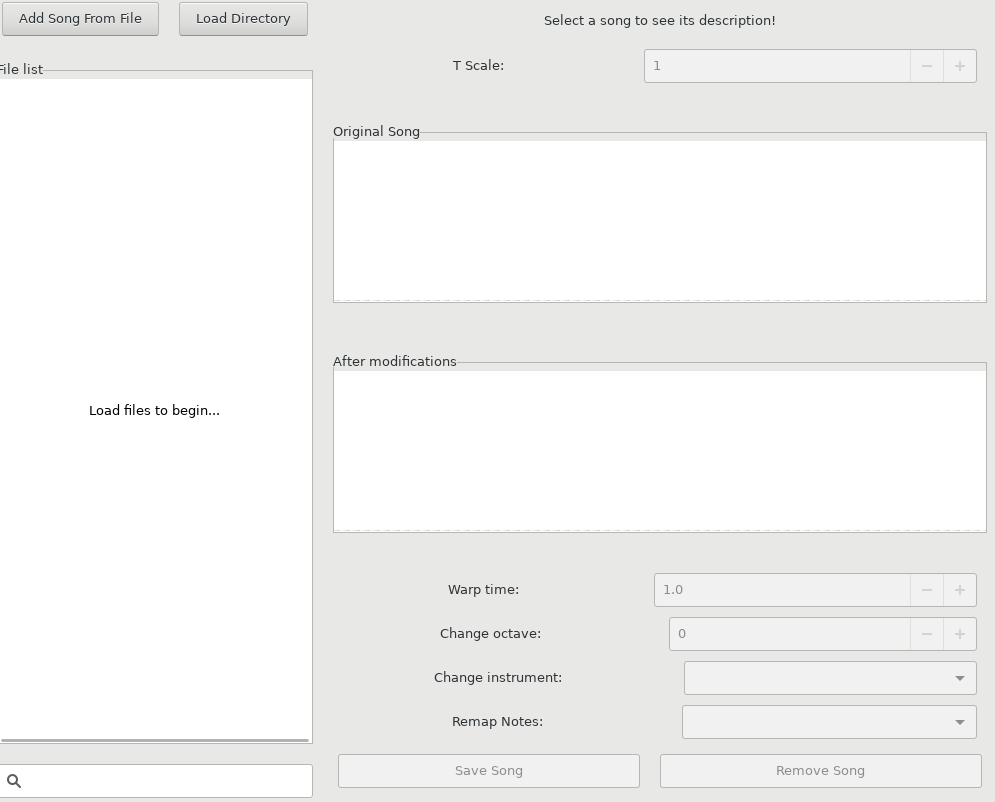 Add Song From File
Load Directory
File list
Load files to begin...
Select a song to see its description!
T Scale:
1
Original Song
After modifications
Warp time:
1.0
Change octave:
0
Change instrument:
Remap Notes:
Save Song
Remove Song